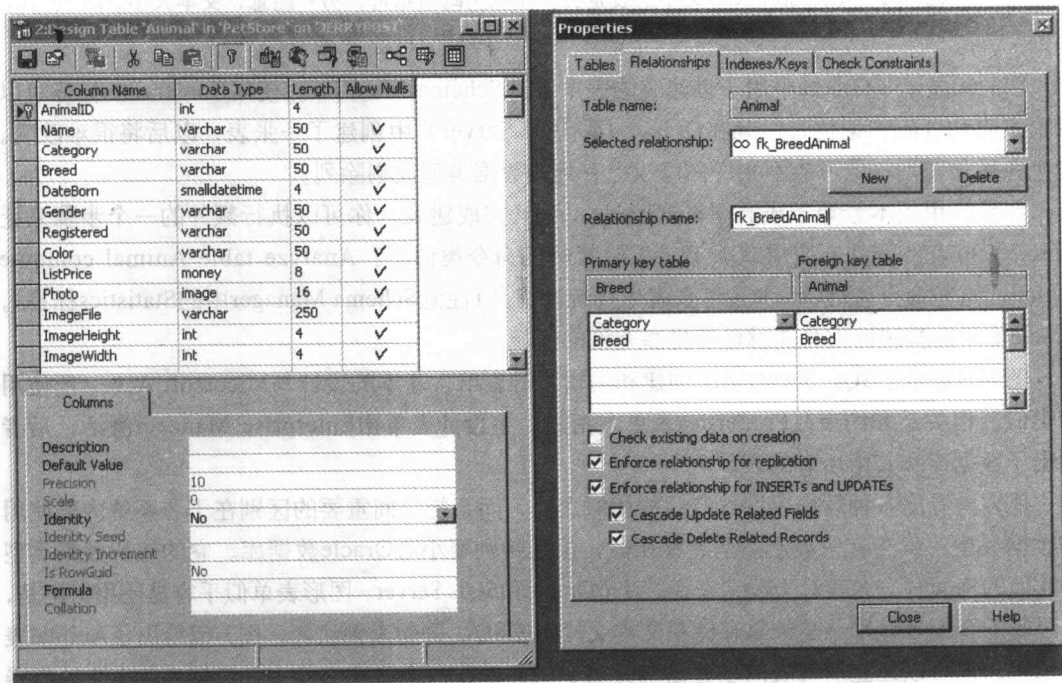 2:Design Table 'Animal' in 'PetStore' on
Column Name Data Type Length Allow Nulls
AnimalID int 4
Name varchar 50
Category varchar 50
Breed varchar 50
DateBorn smalldatetime 4
Gender varchar 50
Registered varchar 50
Color varchar 50
ListPrice money 8
Photo image 16
ImageFile varchar 250
ImageHeight int 4
ImageWidth int 4
Columns
Description
Default Value
Precision 10
Scale 0
Identity No
Identity Seed
Identity Increment
Is RowGuid No
Formula
Collation
Properties
Tables Relationships Indexes/Keys Check Constraints
Table name: Animal
Selected relationship: fk_BreedAnimal
New Delete
Relationship name: fk_BreedAnimal
Primary key table Foreign key table
Breed Animal
Category Category
Breed Breed
Check existing data on creation
Enforce relationship for replication
Enforce relationship for INSERTs and UPDATEs
Cascade Update Related Fields
Cascade Delete Related Records
Close Help